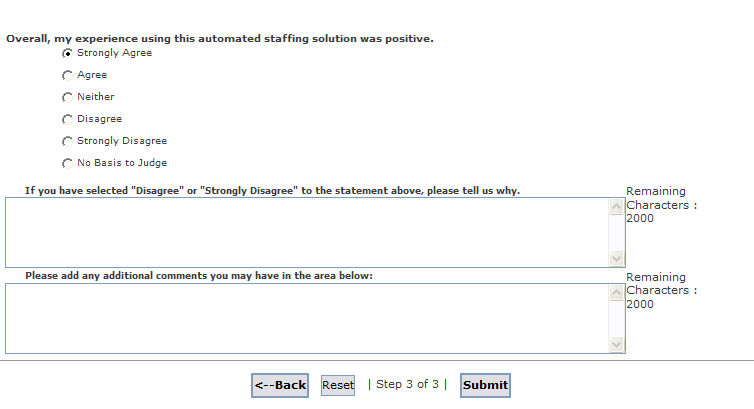 Overall, my experience using this automated staffing solution was positive.
Strongly Agree
Agree
Neither
Disagree
Strongly Disagree
No Basis to Judge
If you have selected "Disagree" or "Strongly Disagree" to the statement above, please tell us why.
Remaining
Characters :
2000
Please add any additional comments you may have in the area below:
Remaining
Characters :
2000
<--Back Reset | Step 3 of 3 | Submit